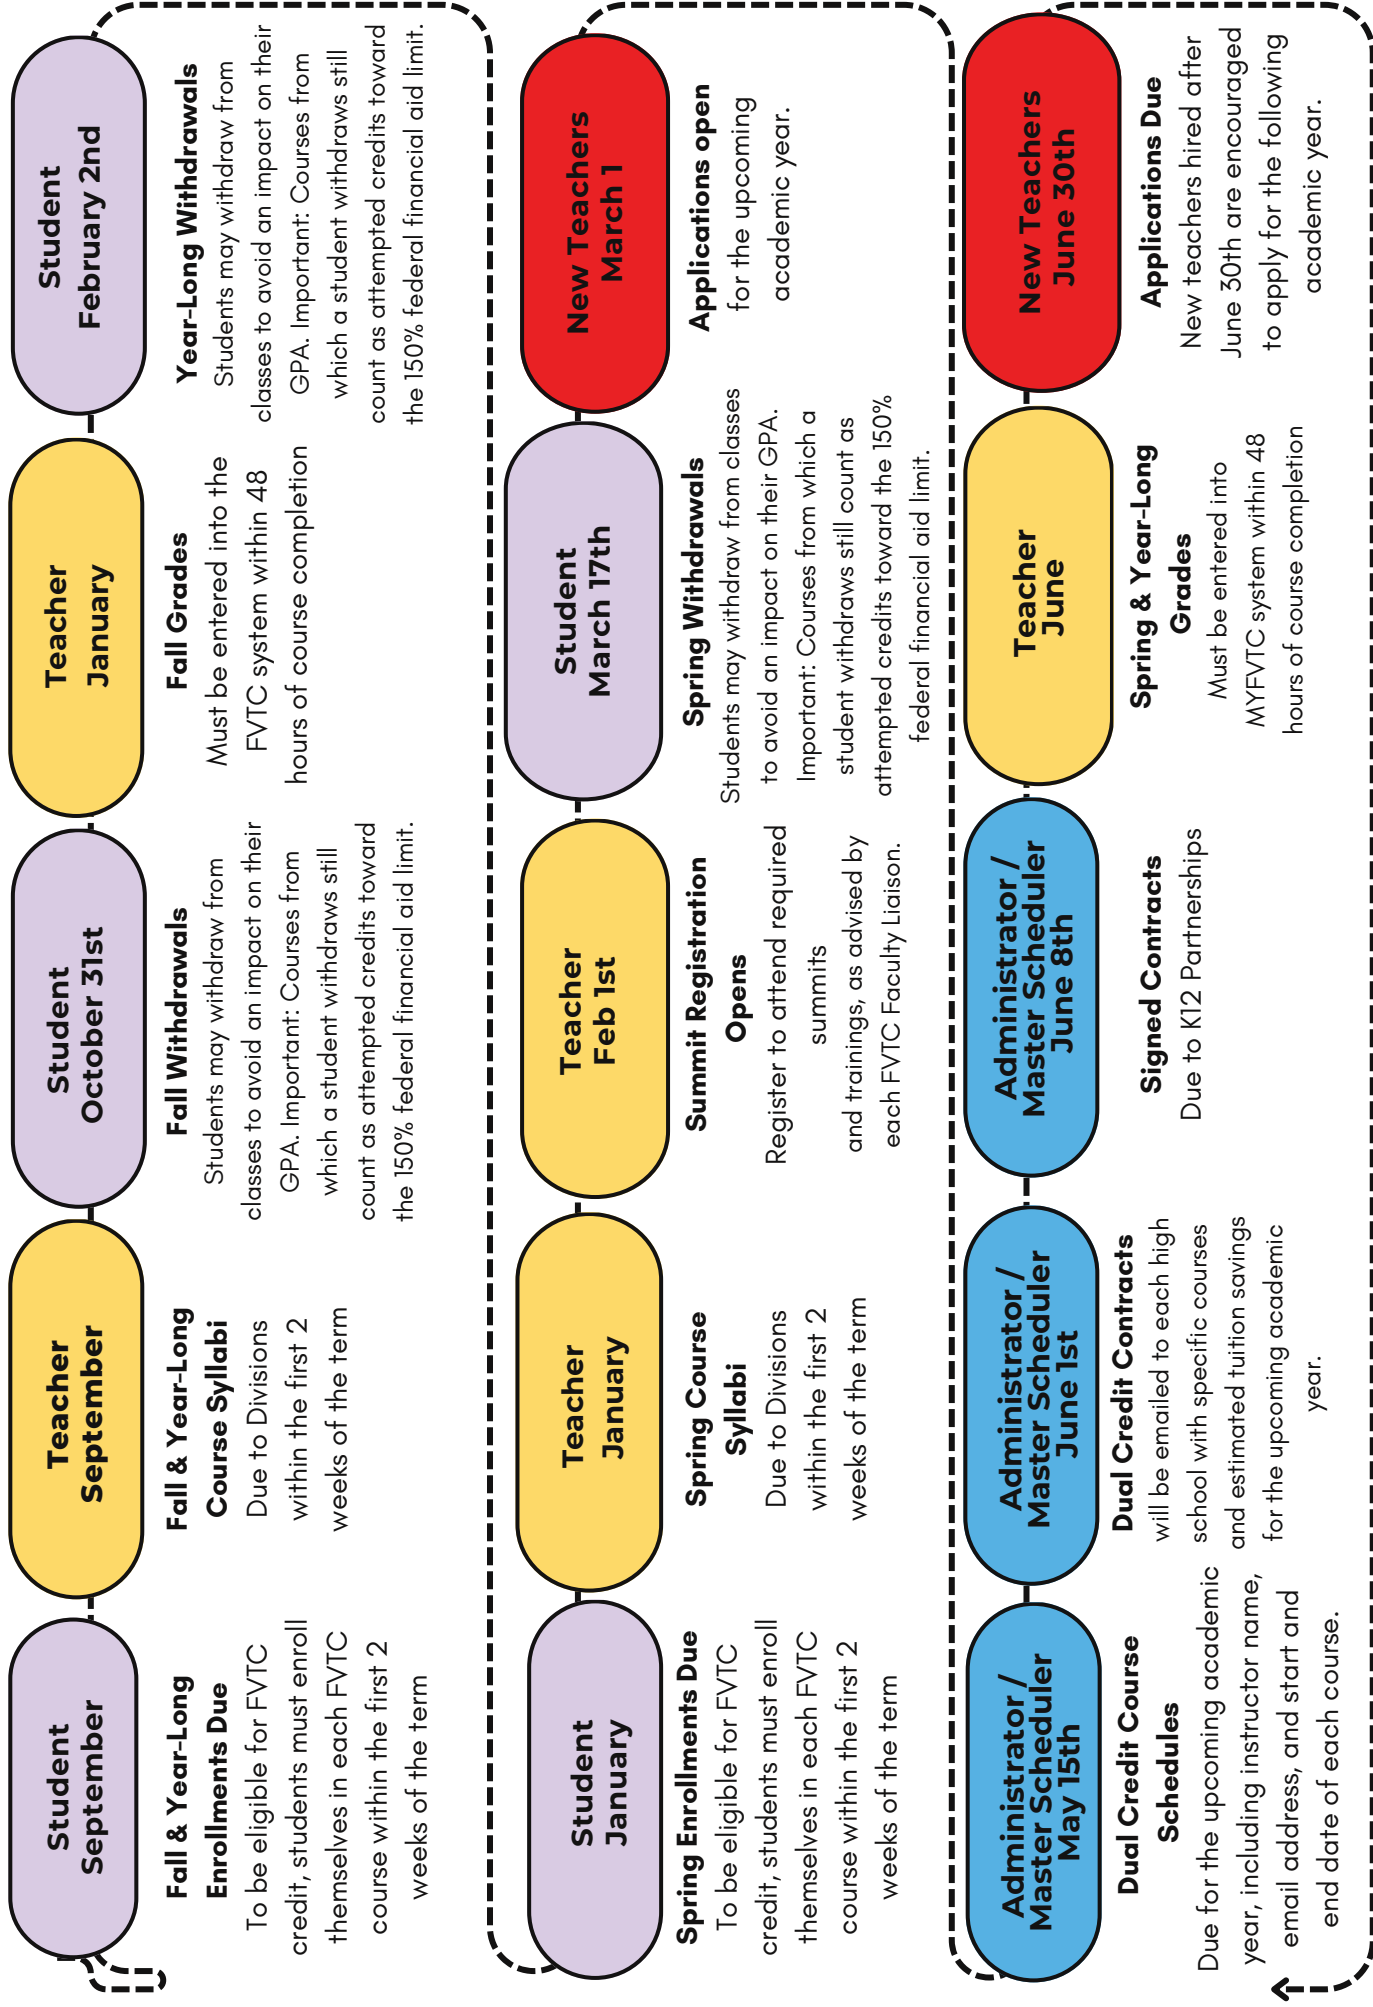 Student
September
Fall & Year-Long
Enrollments Due
To be eligible for FVTC
credit, students must enroll
themselves in each FVTC
course within the first 2
weeks of the term
Teacher
September
Fall & Year-Long
Course Syllabi
Due to Divisions
within the first 2
weeks of the term
Student
October 31st
Fall Withdrawals
Students may withdraw from
classes to avoid an impact on their
GPA. Important: Courses from
which a student withdraws still
count as attempted credits toward
the 150% federal financial aid limit.
Teacher
January
Fall Grades
Must be entered into the
FVTC system within 48
hours of course completion
Student
February 2nd
Year-Long Withdrawals
Students may withdraw from
classes to avoid an impact on their
GPA. Important: Courses from
which a student withdraws still
count as attempted credits toward
the 150% federal financial aid limit.
Student
January
Spring Enrollments Due
To be eligible for FVTC
credit, students must enroll
themselves in each FVTC
course within the first 2
weeks of the term
Teacher
January
Spring Course
Syllabi
Due to Divisions
within the first 2
weeks of the term
Teacher
Feb 1st
Summit Registration
Opens
Register to attend required
summits
and trainings, as advised by
each FVTC Faculty Liaison.
Student
March 17th
Spring Withdrawals
Students may withdraw from classes
to avoid an impact on their GPA.
Important: Courses from which a
student withdraws still count as
attempted credits toward the 150%
federal financial aid limit.
New Teachers
March 1
Applications open
for the upcoming
academic year.
Administrator/
Master Scheduler
May 15th
Dual Credit Course
Schedules
Due for the upcoming academic
year, including instructor name,
email address, and start and
end date of each course.
Administrator/
Master Scheduler
June 1st
Dual Credit Contracts
will be emailed to each high
school with specific courses
and estimated tuition savings
for the upcoming academic
year.
Administrator/
Master Scheduler
June 8th
Signed Contracts
Due to K12 Partnerships
Teacher
June
Spring & Year-Long
Grades
Must be entered into
MYFVTC system within 48
hours of course completion
New Teachers
June 30th
Applications Due
New teachers hired after
June 30th are encouraged
to apply for the following
academic year.